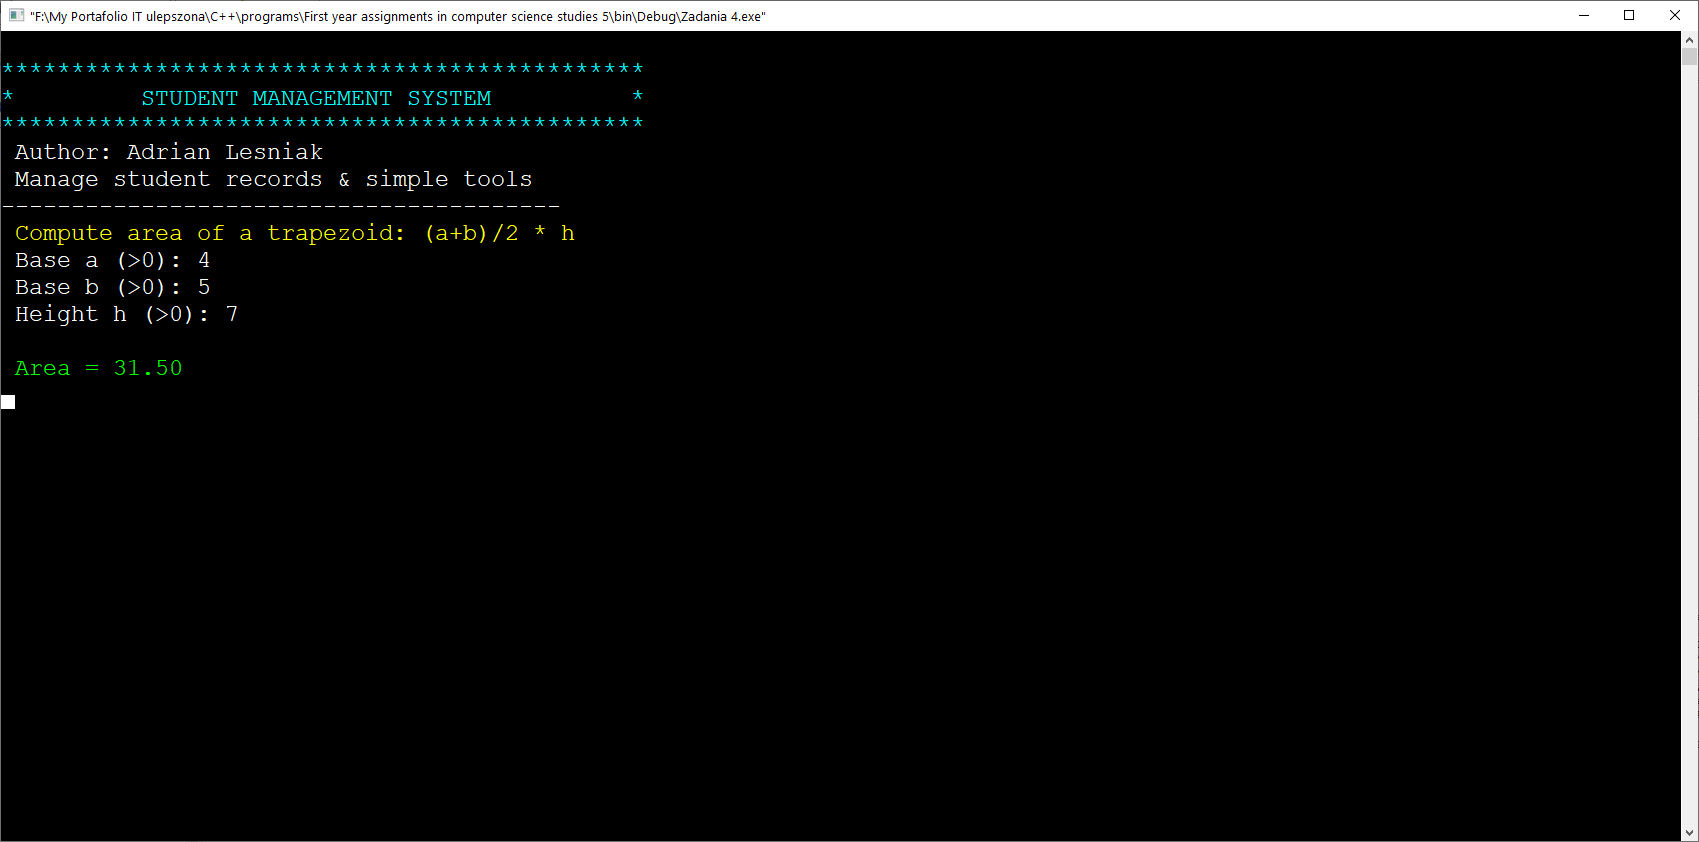 "F:\My Portafolio IT ulepszona\C++\programs\First year assignments in computer science studies 5\bin\Debug\Zadania 4.exe"
**********************************************
* STUDENT MANAGEMENT SYSTEM *
**********************************************
Author: Adrian Lesniak
Manage student records & simple tools
----------------------------------------
Compute area of a trapezoid: (a+b)/2 * h
Base a (>0): 4
Base b (>0): 5
Height h (>0): 7
Area = 31.50